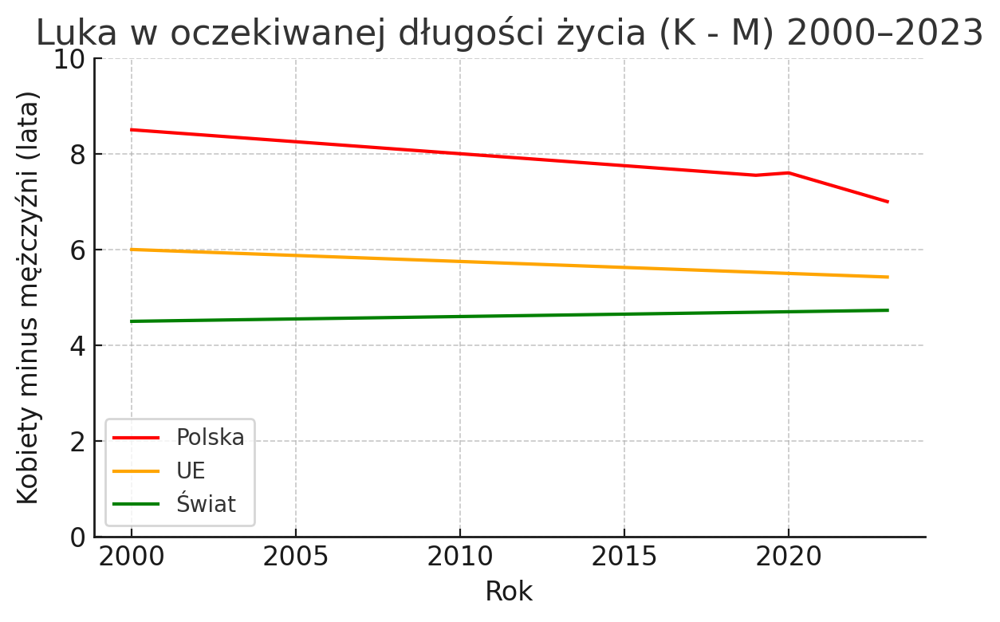 Luka w oczekiwanej długości życia (K - M) 2000–2023
Kobiety minus mężczyźni (lata)
10
8
6
4
2
0
Polska
UE
Świat
2000 2005 2010 2015 2020
Rok